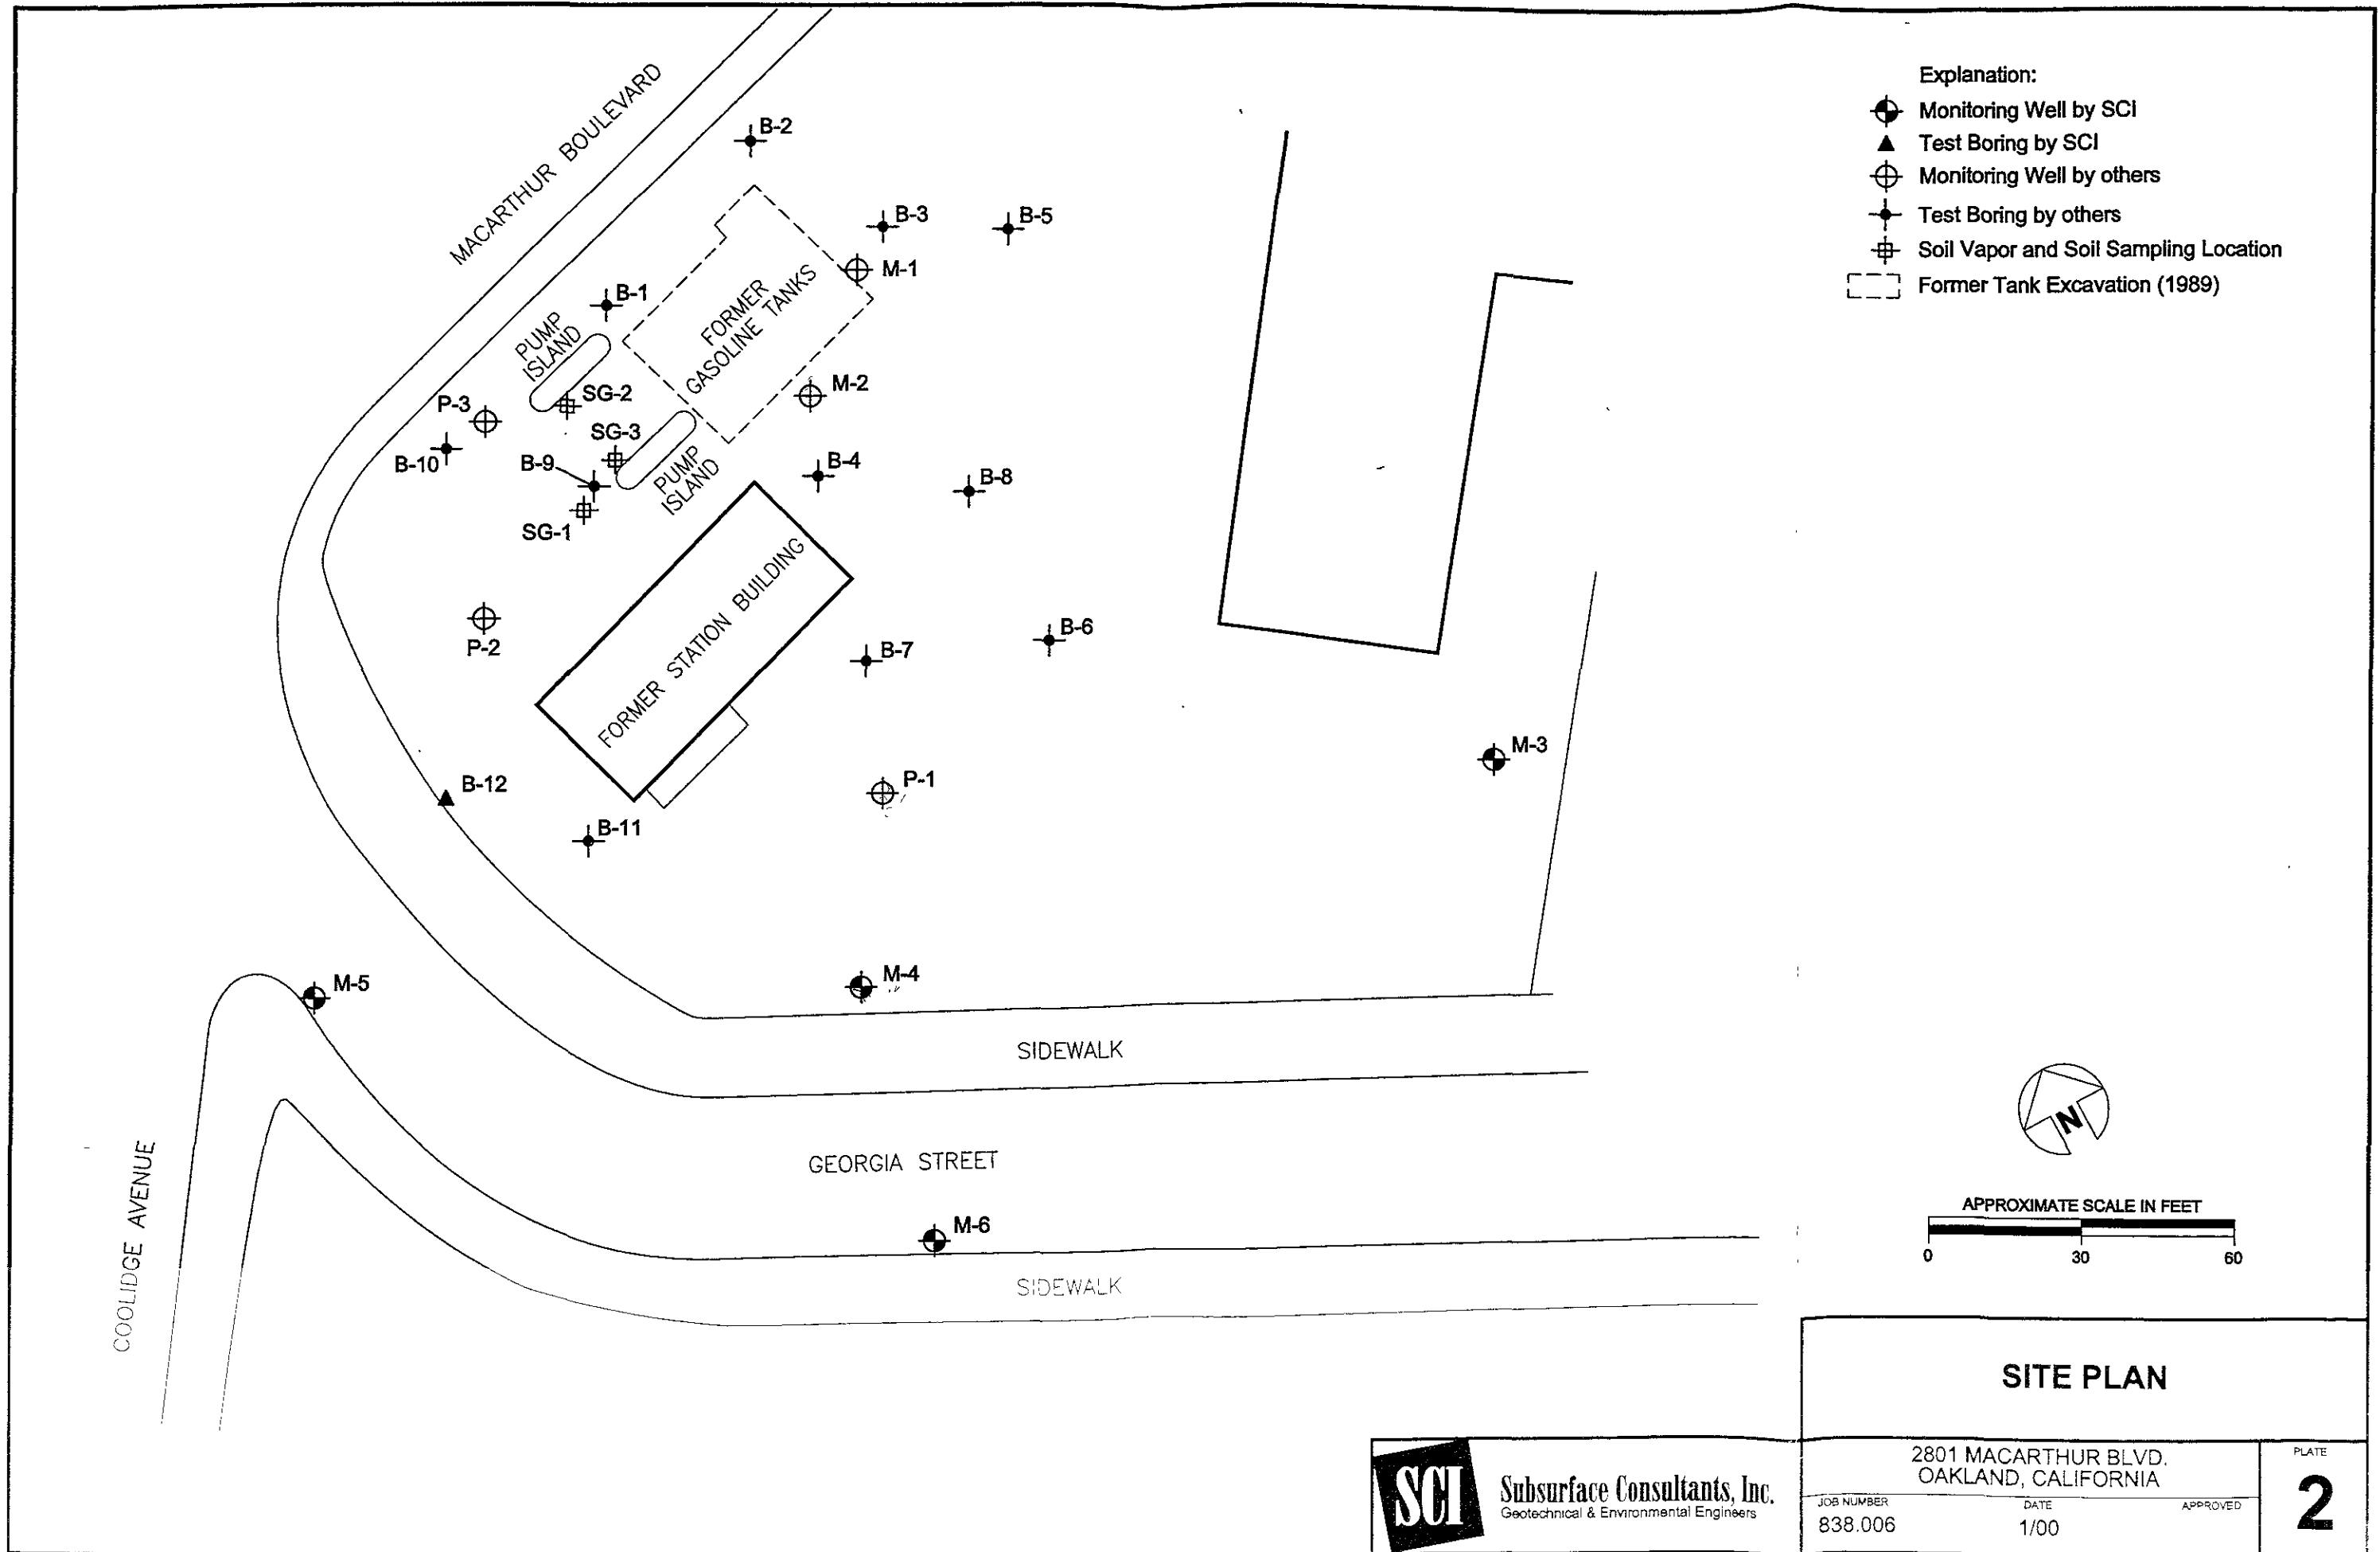 Explanation:
Monitoring Well by SCI
Test Boring by SCI
Monitoring Well by others
Test Boring by others
Soil Vapor and Soil Sampling Location
Former Tank Excavation (1989)
MACARTHUR BOULEVARD
B-2
B-3
B-5
M-1
B-1
FORMER
GASOLINE TANKS
PUMP
ISLAND
SG-2
M-2
P-3
SG-3
B-10
B-9
PUMP
ISLAND
B-4
B-8
SG-1
FORMER STATION BUILDING
P-2
B-7
B-6
M-3
B-12
P-1
B-11
M-5
M-4
SIDEWALK
COOLIDGE AVENUE
GEORGIA STREET
M-6
SIDEWALK
N
APPROXIMATE SCALE IN FEET
0 30 60
SITE PLAN
SCI
Subsurface Consultants, Inc.
Geotechnical & Environmental Engineers
2801 MACARTHUR BLVD.
OAKLAND, CALIFORNIA
JOB NUMBER
838.006
DATE
1/00
APPROVED
PLATE
2